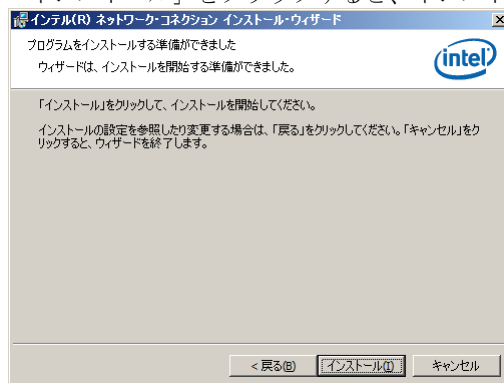 インテル(R) ネットワーク・コネクション インストール・ウィザード
プログラムをインストールする準備ができました
ウィザードは、インストールを開始する準備ができました。
intel
「インストール」をクリックして、インストールを開始してください。
インストールの設定を参照したり変更する場合は、「戻る」をクリックしてください。「キャンセル」をク
リックすると、ウィザードを終了します。
< 戻る(B)
インストール(I)
キャンセル